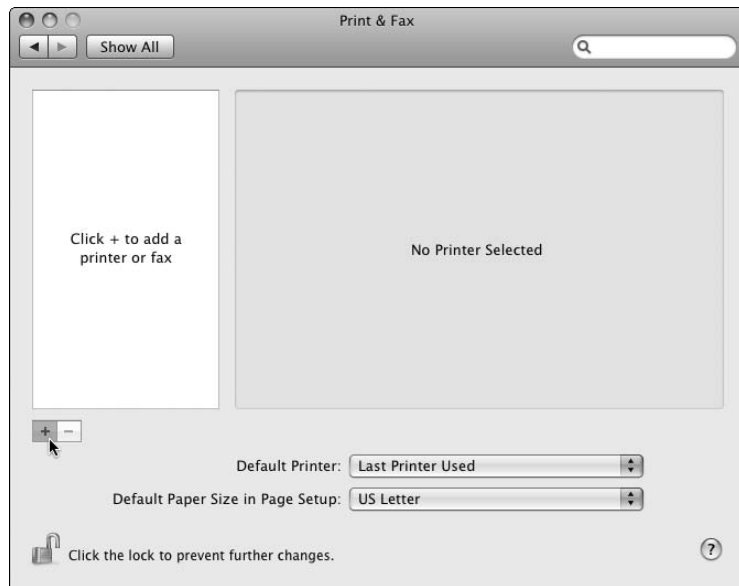 Print & Fax
Show All
Click + to add a
printer or fax
No Printer Selected
+ −
Default Printer: Last Printer Used
Default Paper Size in Page Setup: US Letter
Click the lock to prevent further changes.
?